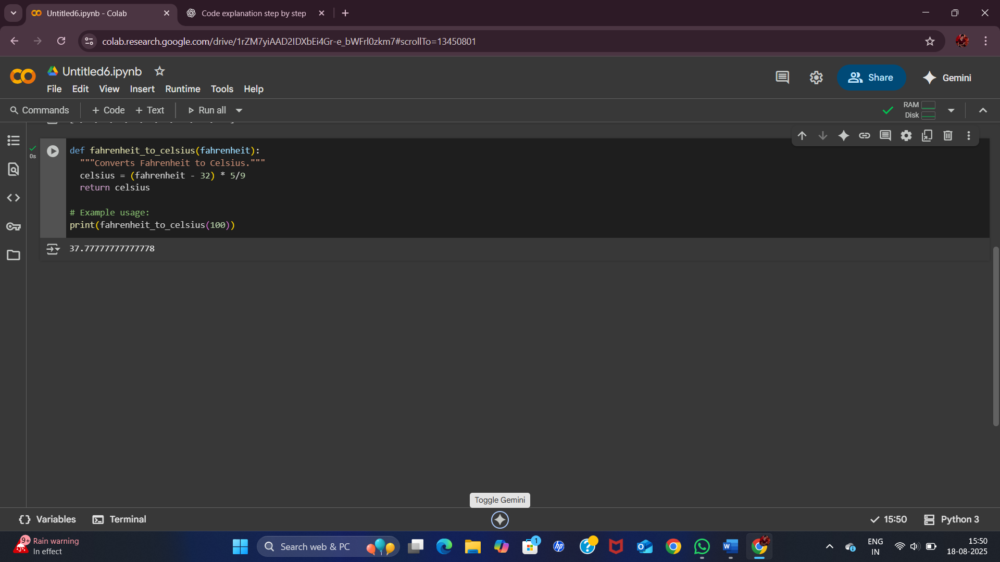 Untitled6.ipynb - Colab
Code explanation step by step
colab.research.google.com/drive/1rZM7yiAAD2IDXbEi4Gr-e_bWFrl0zkm7#scrollTo=13450801
Untitled6.ipynb
File Edit View Insert Runtime Tools Help
Share
Gemini
Commands + Code + Text Run all
RAM
Disk
0s
def fahrenheit_to_celsius(fahrenheit):
"""Converts Fahrenheit to Celsius."""
celsius = (fahrenheit - 32) * 5/9
return celsius
# Example usage:
print(fahrenheit_to_celsius(100))
37.77777777777778
Toggle Gemini
{} Variables Terminal
15:50 Python 3
9+
Rain warning
In effect
Search web & PC
1
hp
W
ENG
IN
15:50
18-08-2025